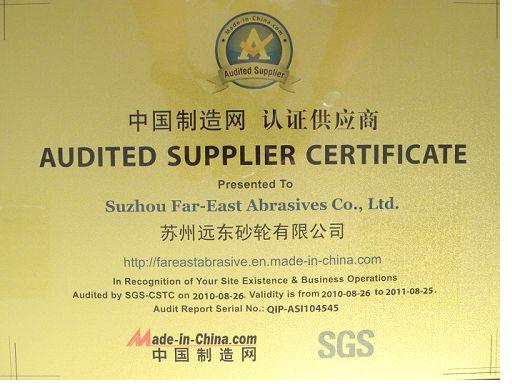 Made-in-China.com
Audited Supplier
中国制造网 认证供应商
AUDITED SUPPLIER CERTIFICATE
Presented To
Suzhou Far-East Abrasives Co., Ltd.
苏州远东砂轮有限公司
http://fareastabrasive.en.made-in-china.com
In Recognition of Your Site Existence & Business Operations
Audited by SGS-CSTC on 2010-08-26. Validity is from 2010-08-26 to 2011-08-25.
Audit Report Serial No.: QIP-ASI104545
Made-in-China.com
中国制造网
SGS